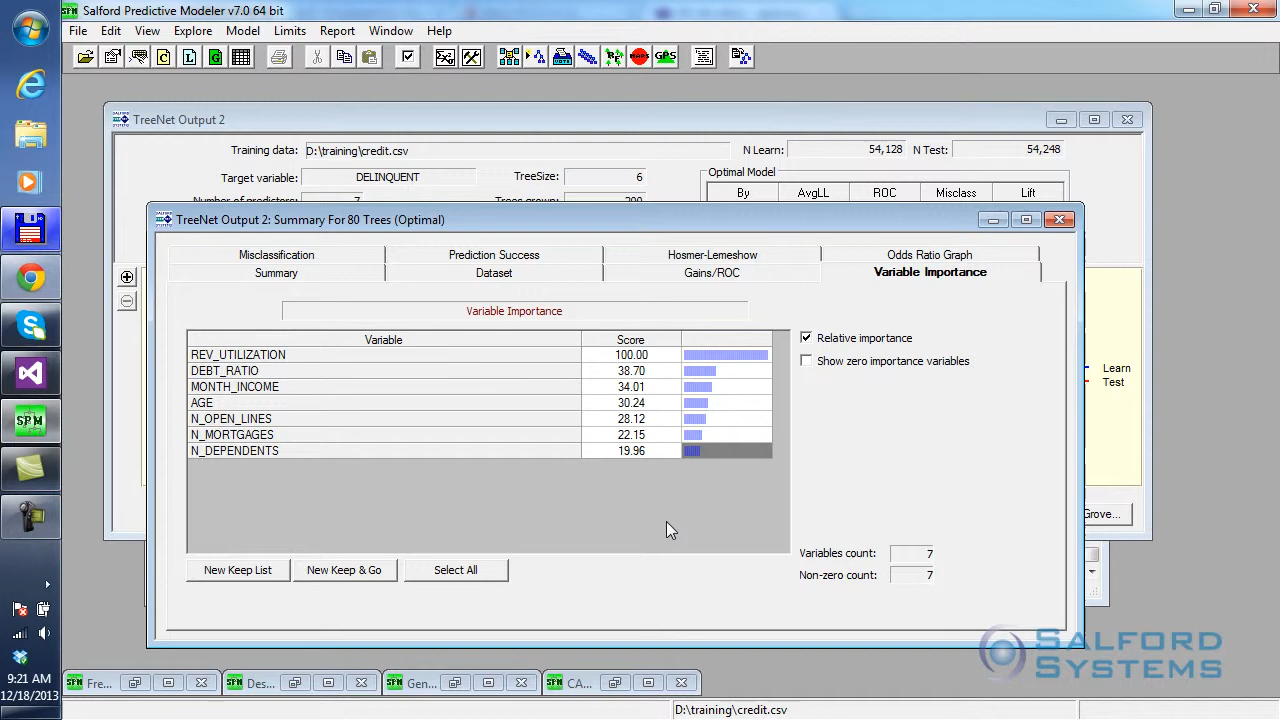 Salford Predictive Modeler v7.0 64 bit
File Edit View Explore Model Limits Report Window Help
TreeNet Output 2
Training data: D:\training\credit.csv N Learn: 54,128 N Test: 54,248
Target variable: DELINQUENT TreeSize: 6 Optimal Model
By AvgLL ROC Misclass Lift
TreeNet Output 2: Summary For 80 Trees (Optimal)
Misclassification Prediction Success Hosmer-Lemeshow Odds Ratio Graph
Summary Dataset Gains/ROC Variable Importance
Variable Importance
Variable Score
REV_UTILIZATION 100.00
DEBT_RATIO 38.70
MONTH_INCOME 34.01
AGE 30.24
N_OPEN_LINES 28.12
N_MORTGAGES 22.15
N_DEPENDENTS 19.96
Relative importance
Show zero importance variables
Learn
Test
Grove...
Variables count: 7
Non-zero count: 7
New Keep List New Keep & Go Select All
SALFORD
SYSTEMS
Fre... Des... Gen... CA...
D:\training\credit.csv
SPM
9:21 AM
12/18/2013